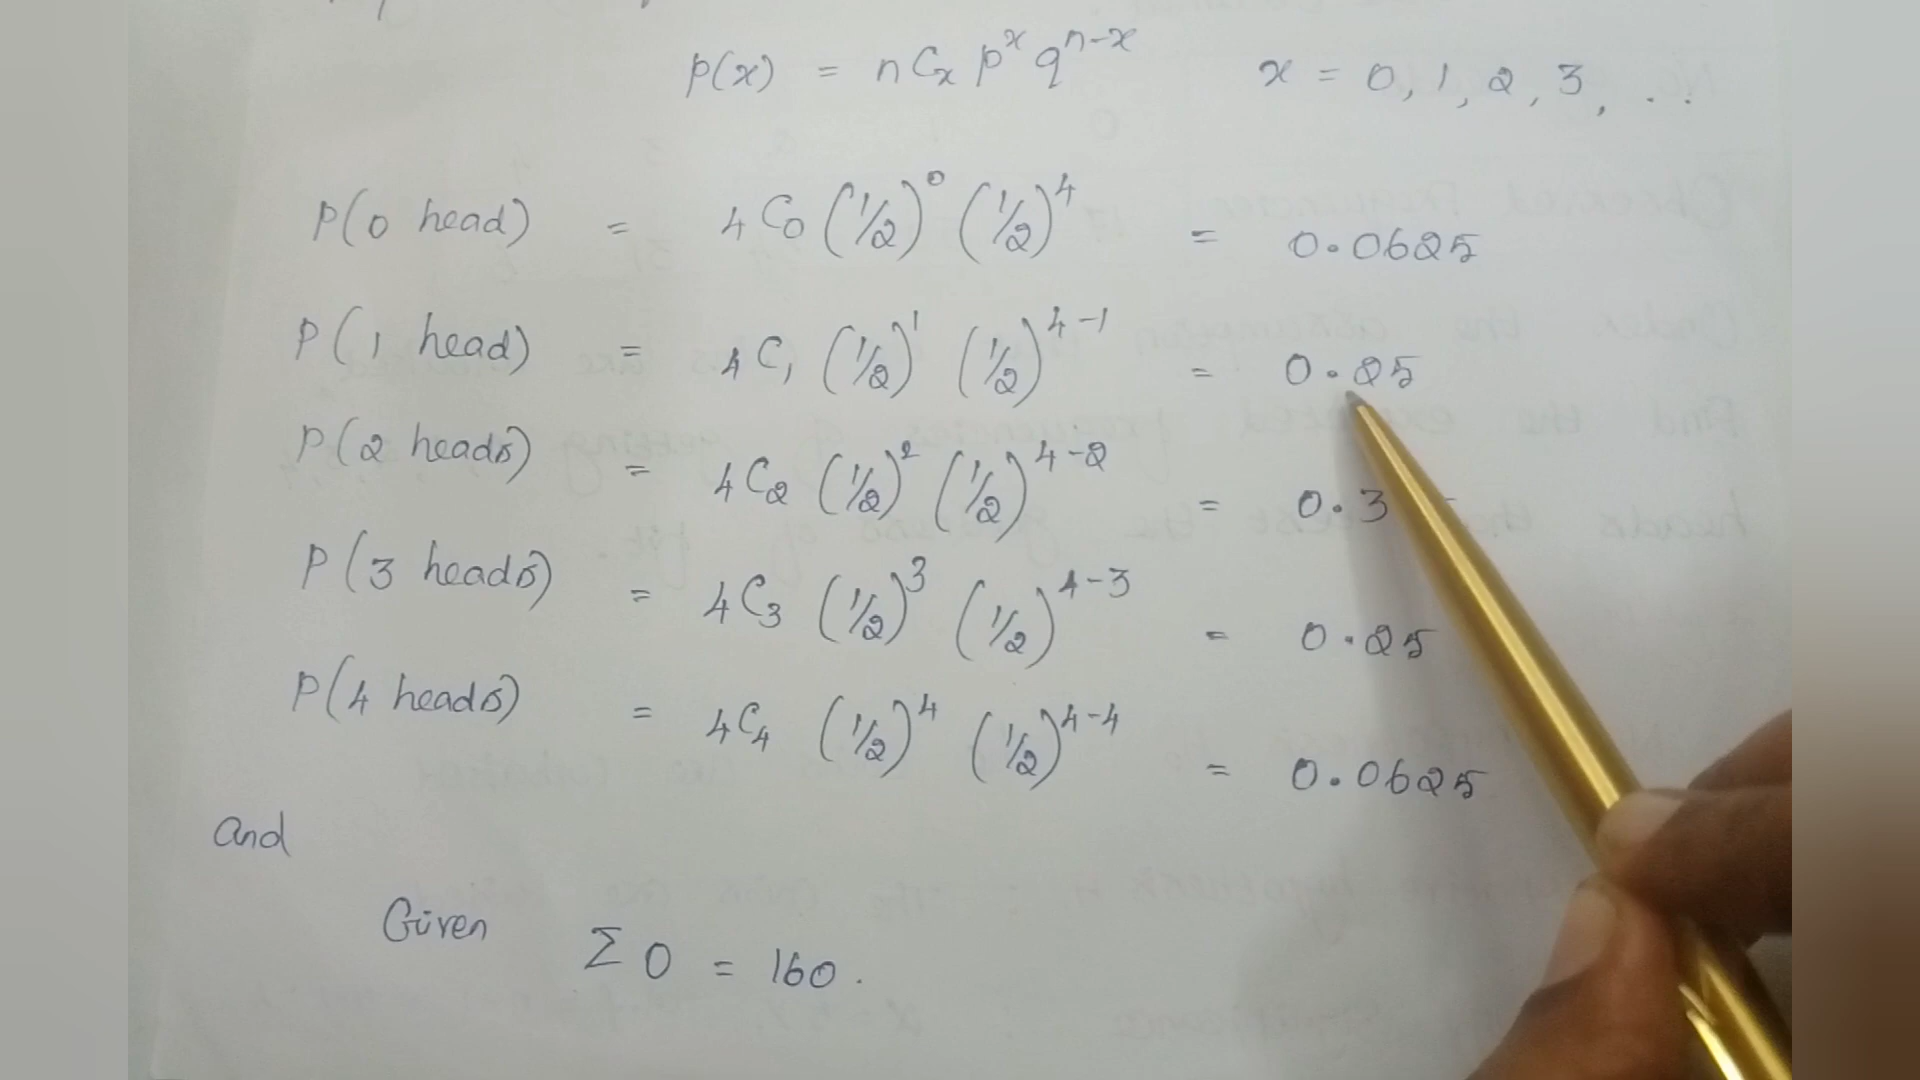 p(x) = nCx p^x q^n-x x = 0, 1, 2, 3, . .
P(0 head) = 4C0 (1/2)^0 (1/2)^4 = 0.0625
P(1 head) = 4C1 (1/2)^1 (1/2)^4-1 = 0.25
P(2 heads) = 4C2 (1/2)^2 (1/2)^4-2 = 0.3
P(3 heads) = 4C3 (1/2)^3 (1/2)^4-3 = 0.25
P(4 heads) = 4C4 (1/2)^4 (1/2)^4-4 = 0.0625
and
Given Σ O = 160.